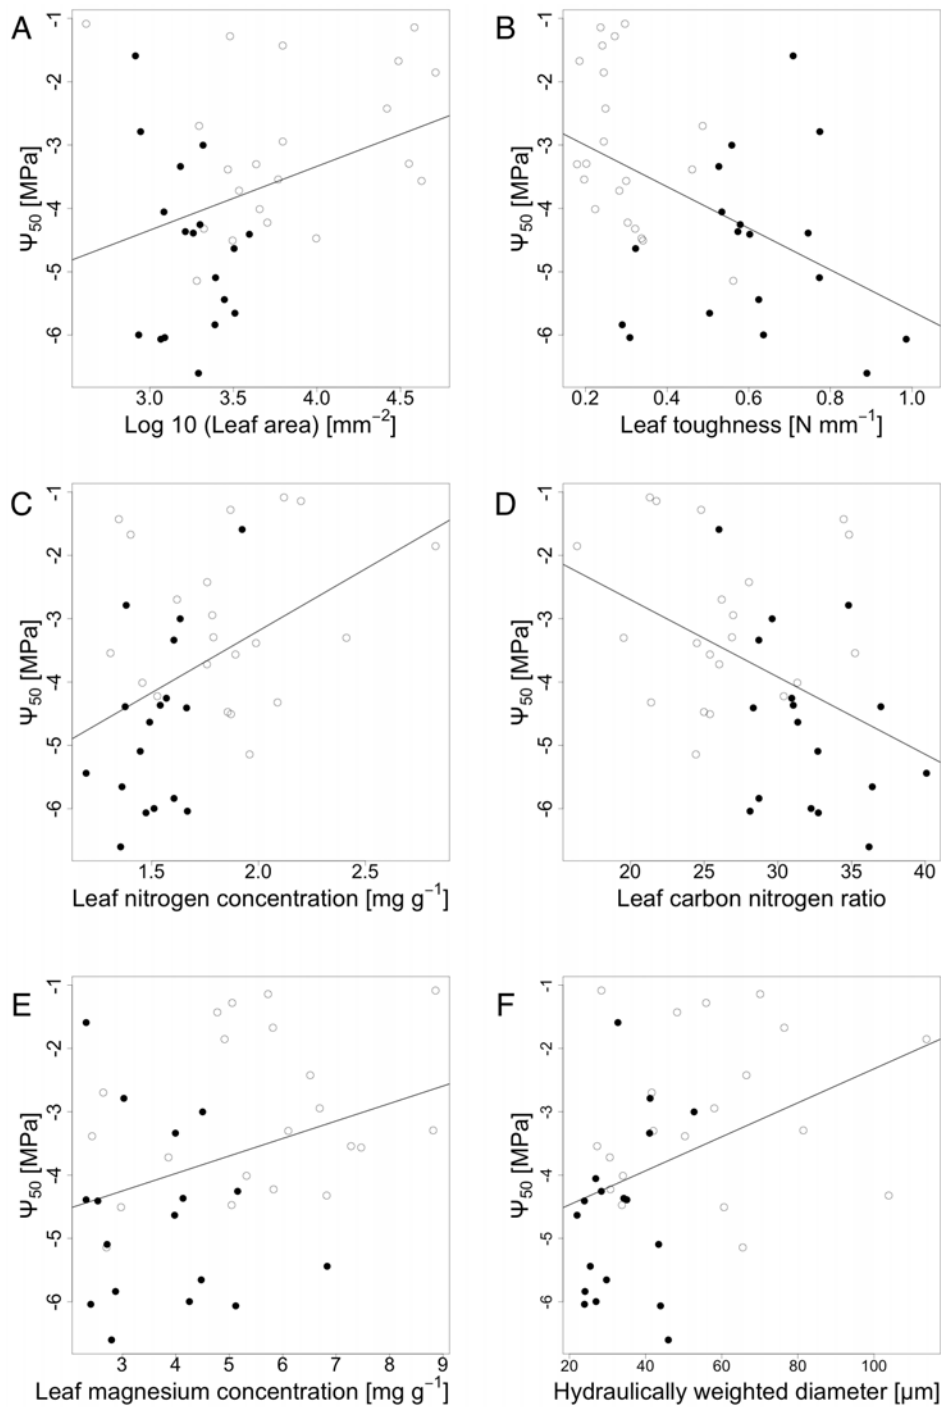 A
-1
-2
-3
-4
-5
-6
Ψ50 [MPa]
3.0 3.5 4.0 4.5
Log 10 (Leaf area) [mm−2]
B
-1
-2
-3
-4
-5
-6
Ψ50 [MPa]
0.2 0.4 0.6 0.8 1.0
Leaf toughness [N mm−1]
C
-1
-2
-3
-4
-5
-6
Ψ50 [MPa]
1.5 2.0 2.5
Leaf nitrogen concentration [mg g−1]
D
-1
-2
-3
-4
-5
-6
Ψ50 [MPa]
20 25 30 35 40
Leaf carbon nitrogen ratio
E
-1
-2
-3
-4
-5
-6
Ψ50 [MPa]
3 4 5 6 7 8 9
Leaf magnesium concentration [mg g−1]
F
-1
-2
-3
-4
-5
-6
Ψ50 [MPa]
20 40 60 80 100
Hydraulically weighted diameter [μm]